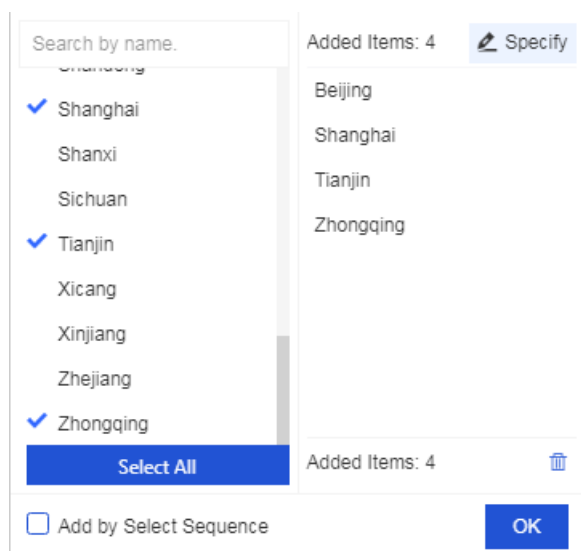 Search by name.
Shandong
Shanghai
Shanxi
Sichuan
Tianjin
Xicang
Xinjiang
Zhejiang
Zhongqing
Select All
Added Items: 4
Specify
Beijing
Shanghai
Tianjin
Zhongqing
Added Items: 4
Add by Select Sequence
OK